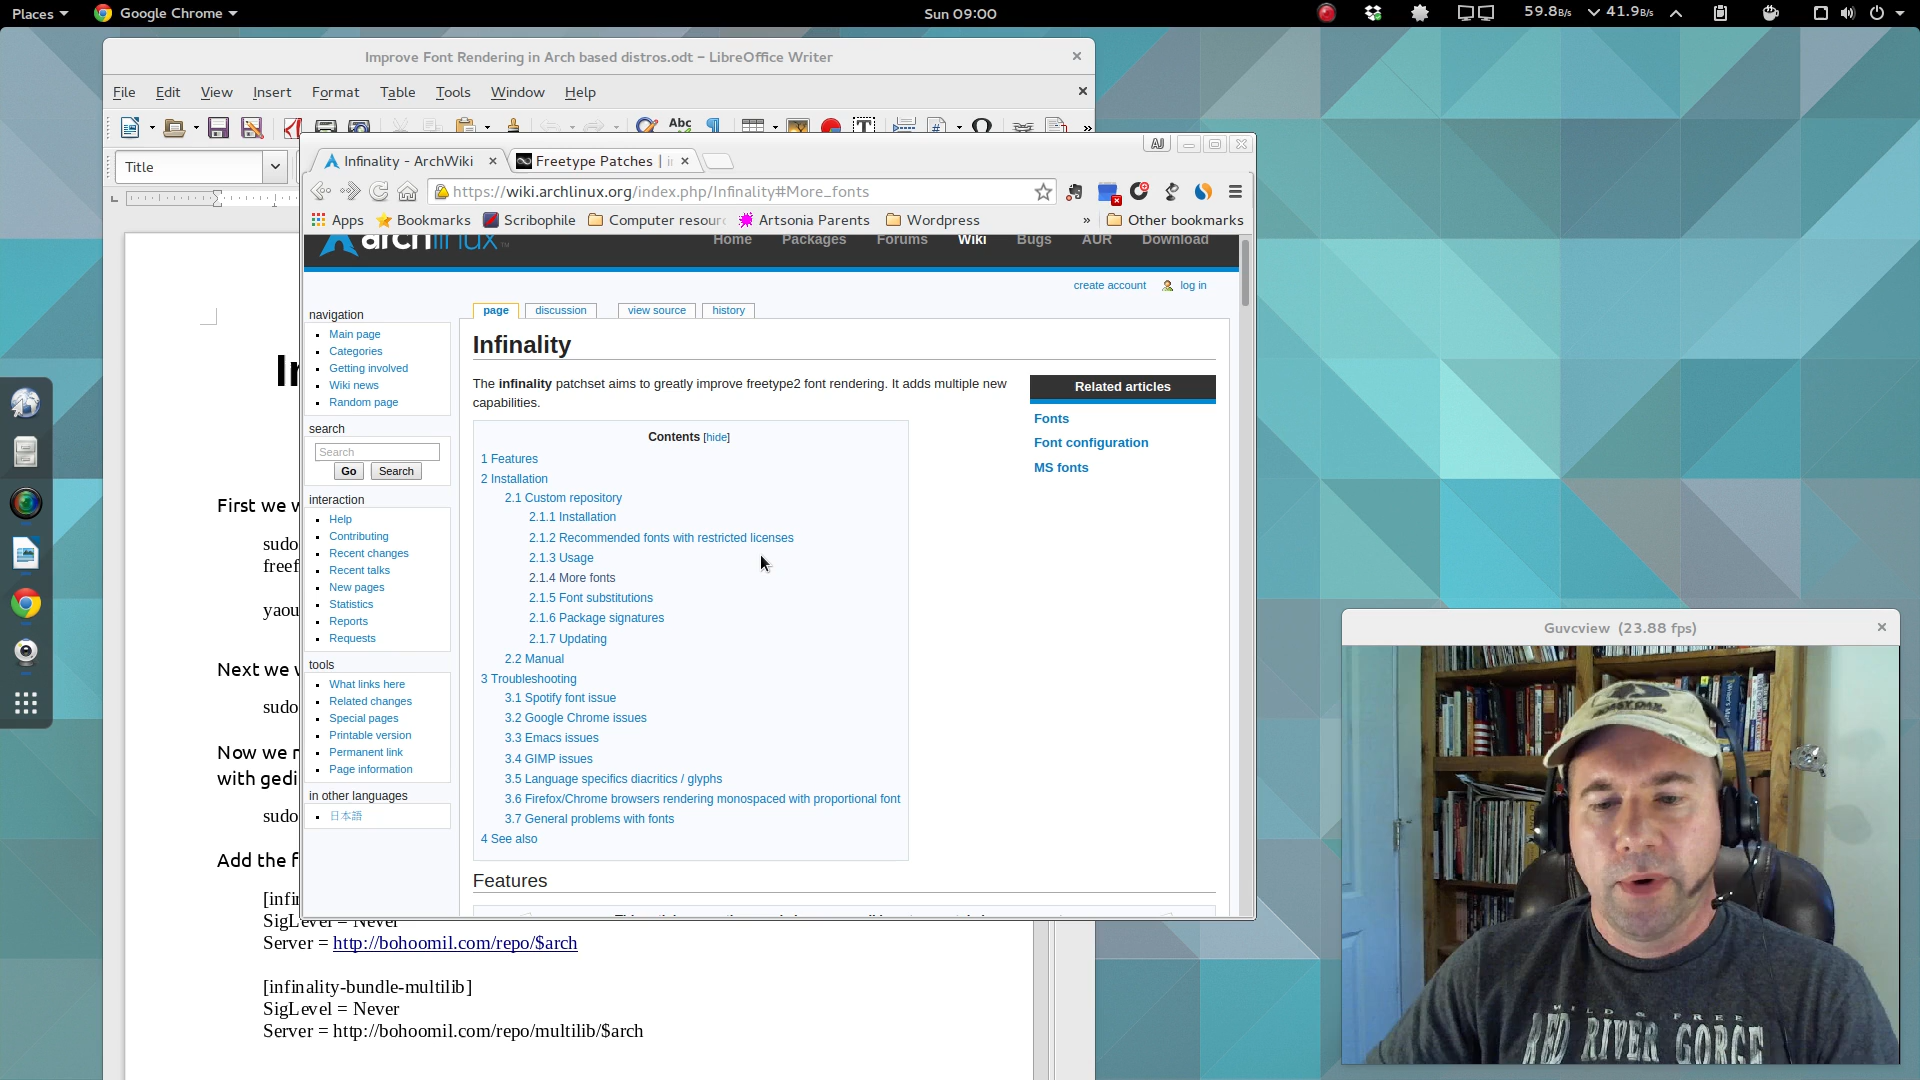 Places
Google Chrome
Sun 09:00
59.8B/s
41.9B/s
Improve Font Rendering in Arch based distros.odt – LibreOffice Writer
File Edit View Insert Format Table Tools Window Help
Abc
Title
AJ
Infinality - ArchWiki
Freetype Patches |
https://wiki.archlinux.org/index.php/Infinality#More_fonts
Apps Bookmarks Scribophile Computer resour Artsonia Parents Wordpress » Other bookmarks
archlinux™
Home Packages Forums Wiki Bugs AUR Download
create account log in
page discussion view source history
navigation
Main page
Categories
Getting involved
Wiki news
Random page
search
Search
Go Search
interaction
Help
Contributing
Recent changes
Recent talks
New pages
Statistics
Reports
Requests
tools
What links here
Related changes
Special pages
Printable version
Permanent link
Page information
in other languages
日本語
Infinality
The infinality patchset aims to greatly improve freetype2 font rendering. It adds multiple new
capabilities.
Related articles
Fonts
Font configuration
MS fonts
Contents [hide]
1 Features
2 Installation
2.1 Custom repository
2.1.1 Installation
2.1.2 Recommended fonts with restricted licenses
2.1.3 Usage
2.1.4 More fonts
2.1.5 Font substitutions
2.1.6 Package signatures
2.1.7 Updating
2.2 Manual
3 Troubleshooting
3.1 Spotify font issue
3.2 Google Chrome issues
3.3 Emacs issues
3.4 GIMP issues
3.5 Language specifics diacritics / glyphs
3.6 Firefox/Chrome browsers rendering monospaced with proportional font
3.7 General problems with fonts
4 See also
Features
First we w
sudo
freef
yaou
Next we v
sudo
Now we r
with gedi
sudo
Add the f
[infin
SigLevel = Never
Server = http://bohoomil.com/repo/$arch
[infinality-bundle-multilib]
SigLevel = Never
Server = http://bohoomil.com/repo/multilib/$arch
Guvcview (23.88 fps)
WILD & FREE
RED RIVER GORGE